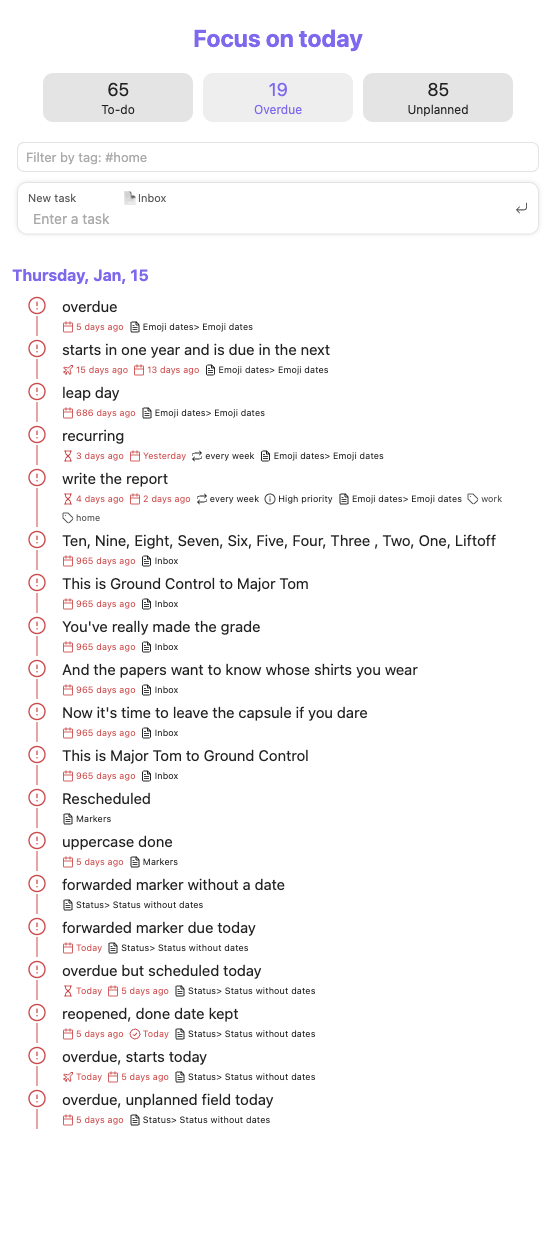 Focus on today
65
To-do
19
Overdue
85
Unplanned
Filter by tag: #home
New task Inbox
Enter a task
Thursday, Jan, 15
overdue
5 days ago Emoji dates> Emoji dates
starts in one year and is due in the next
15 days ago 13 days ago Emoji dates> Emoji dates
leap day
686 days ago Emoji dates> Emoji dates
recurring
3 days ago Yesterday every week Emoji dates> Emoji dates
write the report
4 days ago 2 days ago every week High priority Emoji dates> Emoji dates work
home
Ten, Nine, Eight, Seven, Six, Five, Four, Three , Two, One, Liftoff
965 days ago Inbox
This is Ground Control to Major Tom
965 days ago Inbox
You've really made the grade
965 days ago Inbox
And the papers want to know whose shirts you wear
965 days ago Inbox
Now it's time to leave the capsule if you dare
965 days ago Inbox
This is Major Tom to Ground Control
965 days ago Inbox
Rescheduled
Markers
uppercase done
5 days ago Markers
forwarded marker without a date
Status> Status without dates
forwarded marker due today
Today Status> Status without dates
overdue but scheduled today
Today 5 days ago Status> Status without dates
reopened, done date kept
5 days ago Today Status> Status without dates
overdue, starts today
Today 5 days ago Status> Status without dates
overdue, unplanned field today
5 days ago Status> Status without dates